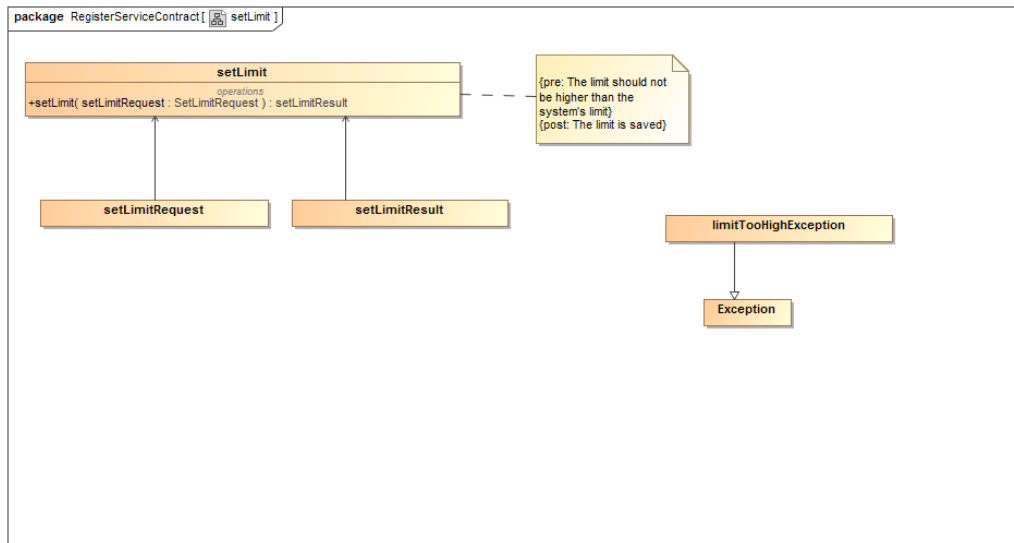 package RegisterServiceContract [ setLimit ]
setLimit
operations
+setLimit( setLimitRequest : SetLimitRequest ) : setLimitResult
{pre: The limit should not
be higher than the
system's limit}
{post: The limit is saved}
setLimitRequest
setLimitResult
limitTooHighException
Exception